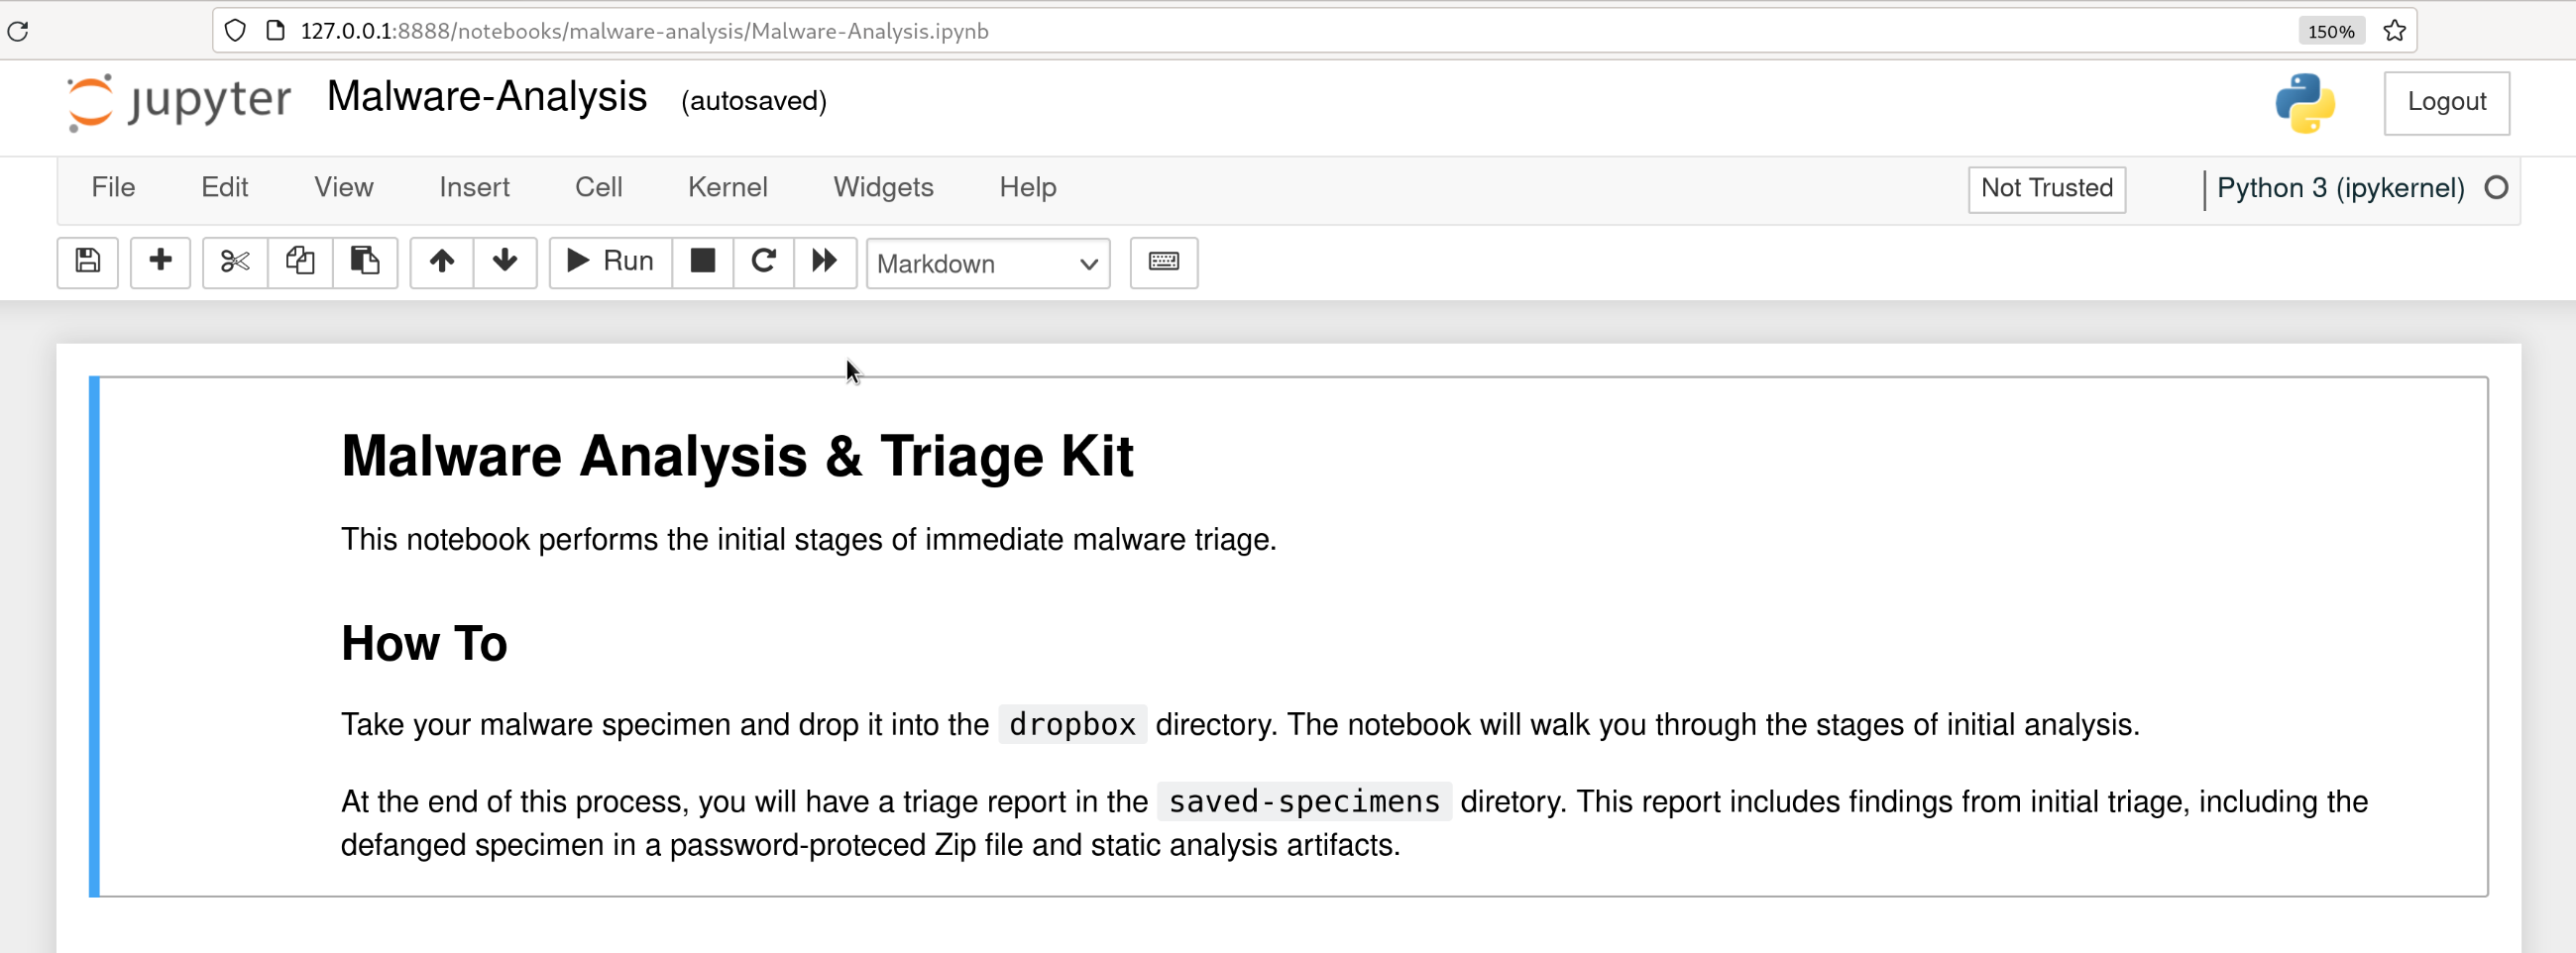 127.0.0.1:8888/notebooks/malware-analysis/Malware-Analysis.ipynb 150%
jupyter Malware-Analysis (autosaved) Logout
File Edit View Insert Cell Kernel Widgets Help Not Trusted Python 3 (ipykernel)
Run Markdown
Malware Analysis & Triage Kit
This notebook performs the initial stages of immediate malware triage.
How To
Take your malware specimen and drop it into the dropbox directory. The notebook will walk you through the stages of initial analysis.
At the end of this process, you will have a triage report in the saved-specimens diretory. This report includes findings from initial triage, including the
defanged specimen in a password-proteced Zip file and static analysis artifacts.